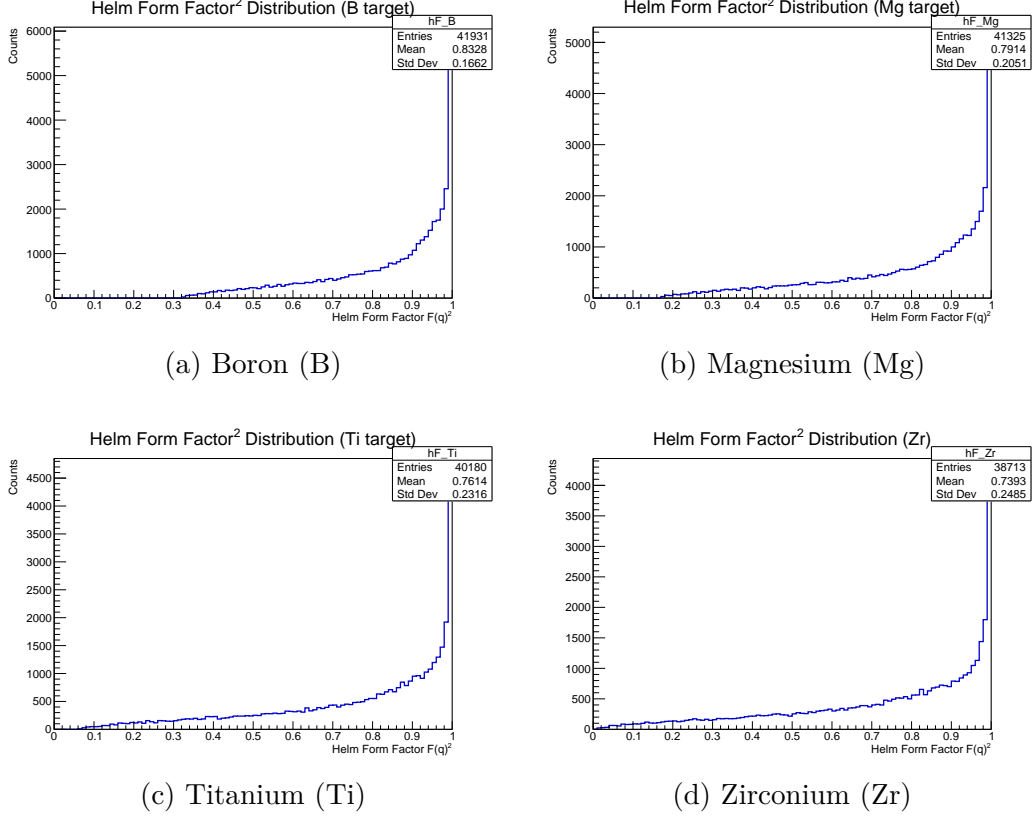 Helm Form Factor² Distribution (B target)
hF_B
Entries 41931
Mean 0.8328
Std Dev 0.1662
Counts
6000
5000
4000
3000
2000
1000
0
0 0.1 0.2 0.3 0.4 0.5 0.6 0.7 0.8 0.9 1
Helm Form Factor F(q)²
(a) Boron (B)
Helm Form Factor² Distribution (Mg target)
hF_Mg
Entries 41325
Mean 0.7914
Std Dev 0.2051
Counts
5000
4000
3000
2000
1000
0
0 0.1 0.2 0.3 0.4 0.5 0.6 0.7 0.8 0.9 1
Helm Form Factor F(q)²
(b) Magnesium (Mg)
Helm Form Factor² Distribution (Ti target)
hF_Ti
Entries 40180
Mean 0.7614
Std Dev 0.2316
Counts
4500
4000
3500
3000
2500
2000
1500
1000
500
0
0 0.1 0.2 0.3 0.4 0.5 0.6 0.7 0.8 0.9 1
Helm Form Factor F(q)²
(c) Titanium (Ti)
Helm Form Factor² Distribution (Zr)
hF_Zr
Entries 38713
Mean 0.7393
Std Dev 0.2485
Counts
4000
3500
3000
2500
2000
1500
1000
500
0
0 0.1 0.2 0.3 0.4 0.5 0.6 0.7 0.8 0.9 1
Helm Form Factor F(q)²
(d) Zirconium (Zr)